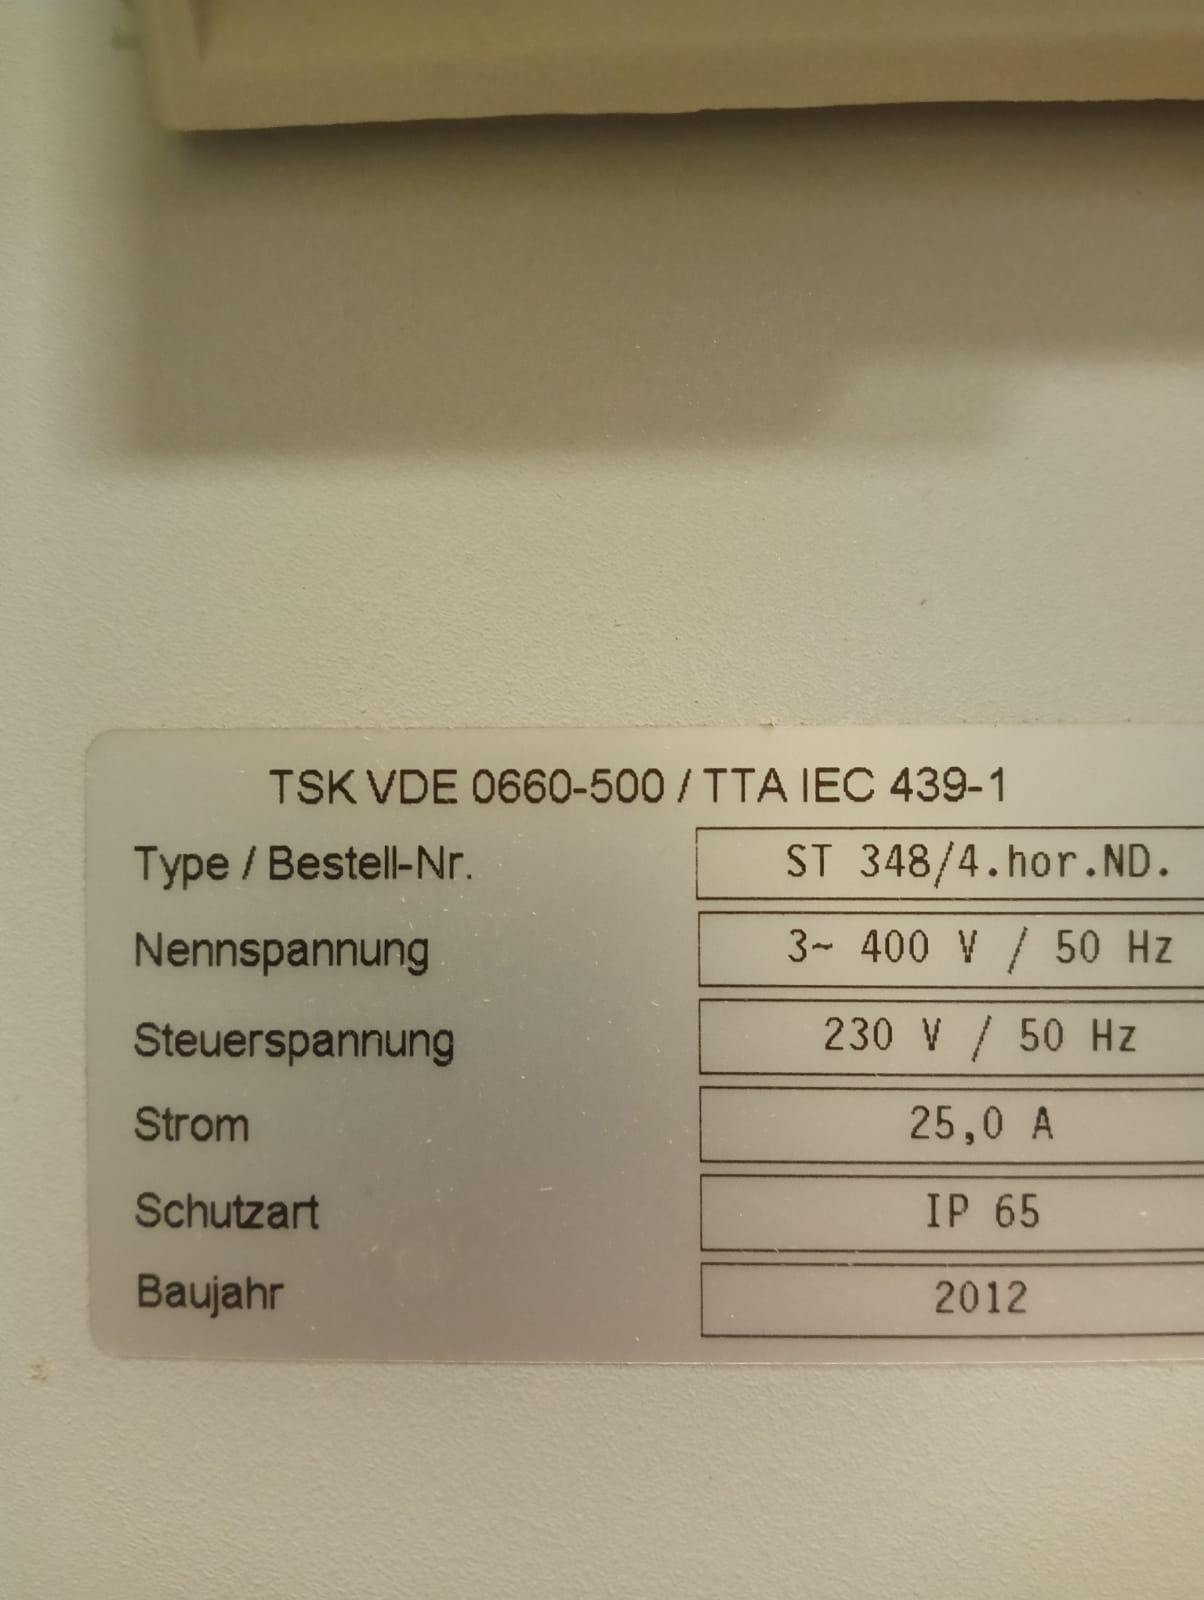 TSK VDE 0660-500 / TTA IEC 439-1
Type / Bestell-Nr. ST 348/4.hor.ND.
Nennspannung 3~ 400 V / 50 Hz
Steuerspannung 230 V / 50 Hz
Strom 25,0 A
Schutzart IP 65
Baujahr 2012